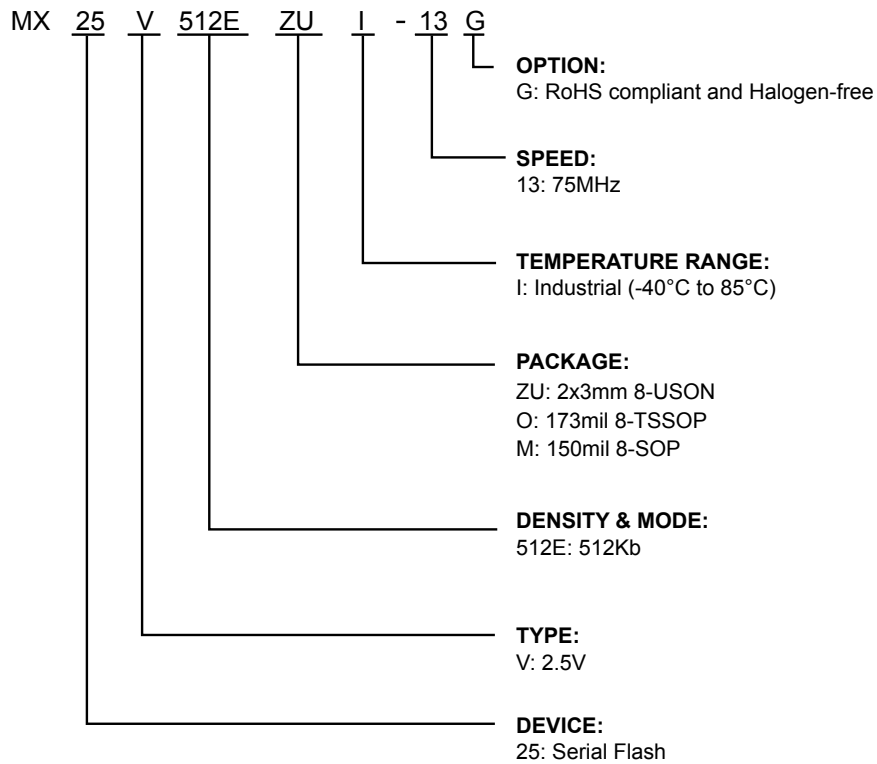 MX 25 V 512E ZU I - 13 G
OPTION:
G: RoHS compliant and Halogen-free
SPEED:
13: 75MHz
TEMPERATURE RANGE:
I: Industrial (-40°C to 85°C)
PACKAGE:
ZU: 2x3mm 8-USON
O: 173mil 8-TSSOP
M: 150mil 8-SOP
DENSITY & MODE:
512E: 512Kb
TYPE:
V: 2.5V
DEVICE:
25: Serial Flash